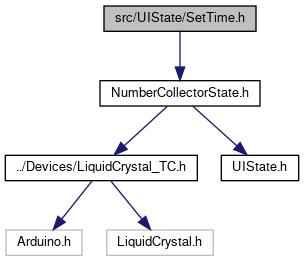 src/UIState/SetTime.h
NumberCollectorState.h
../Devices/LiquidCrystal_TC.h
UIState.h
Arduino.h
LiquidCrystal.h